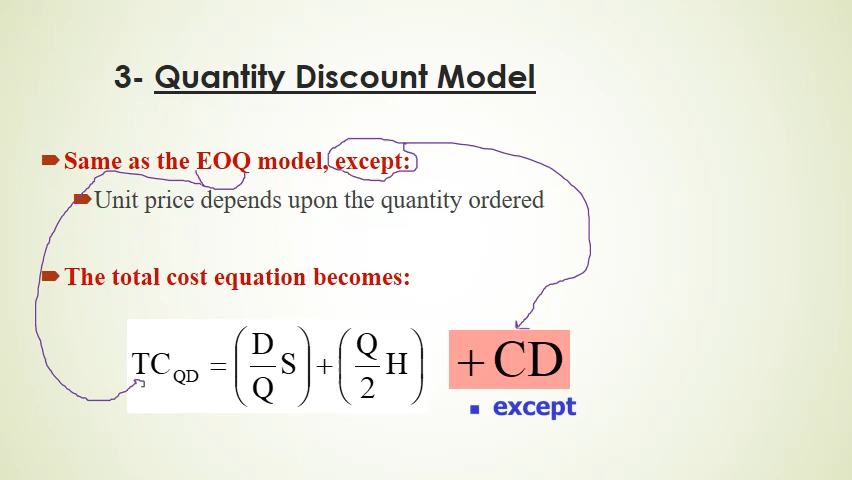 3- Quantity Discount Model
Same as the EOQ model, except:
Unit price depends upon the quantity ordered
The total cost equation becomes:
TC_QD = (D/Q S) + (Q/2 H) + CD
except